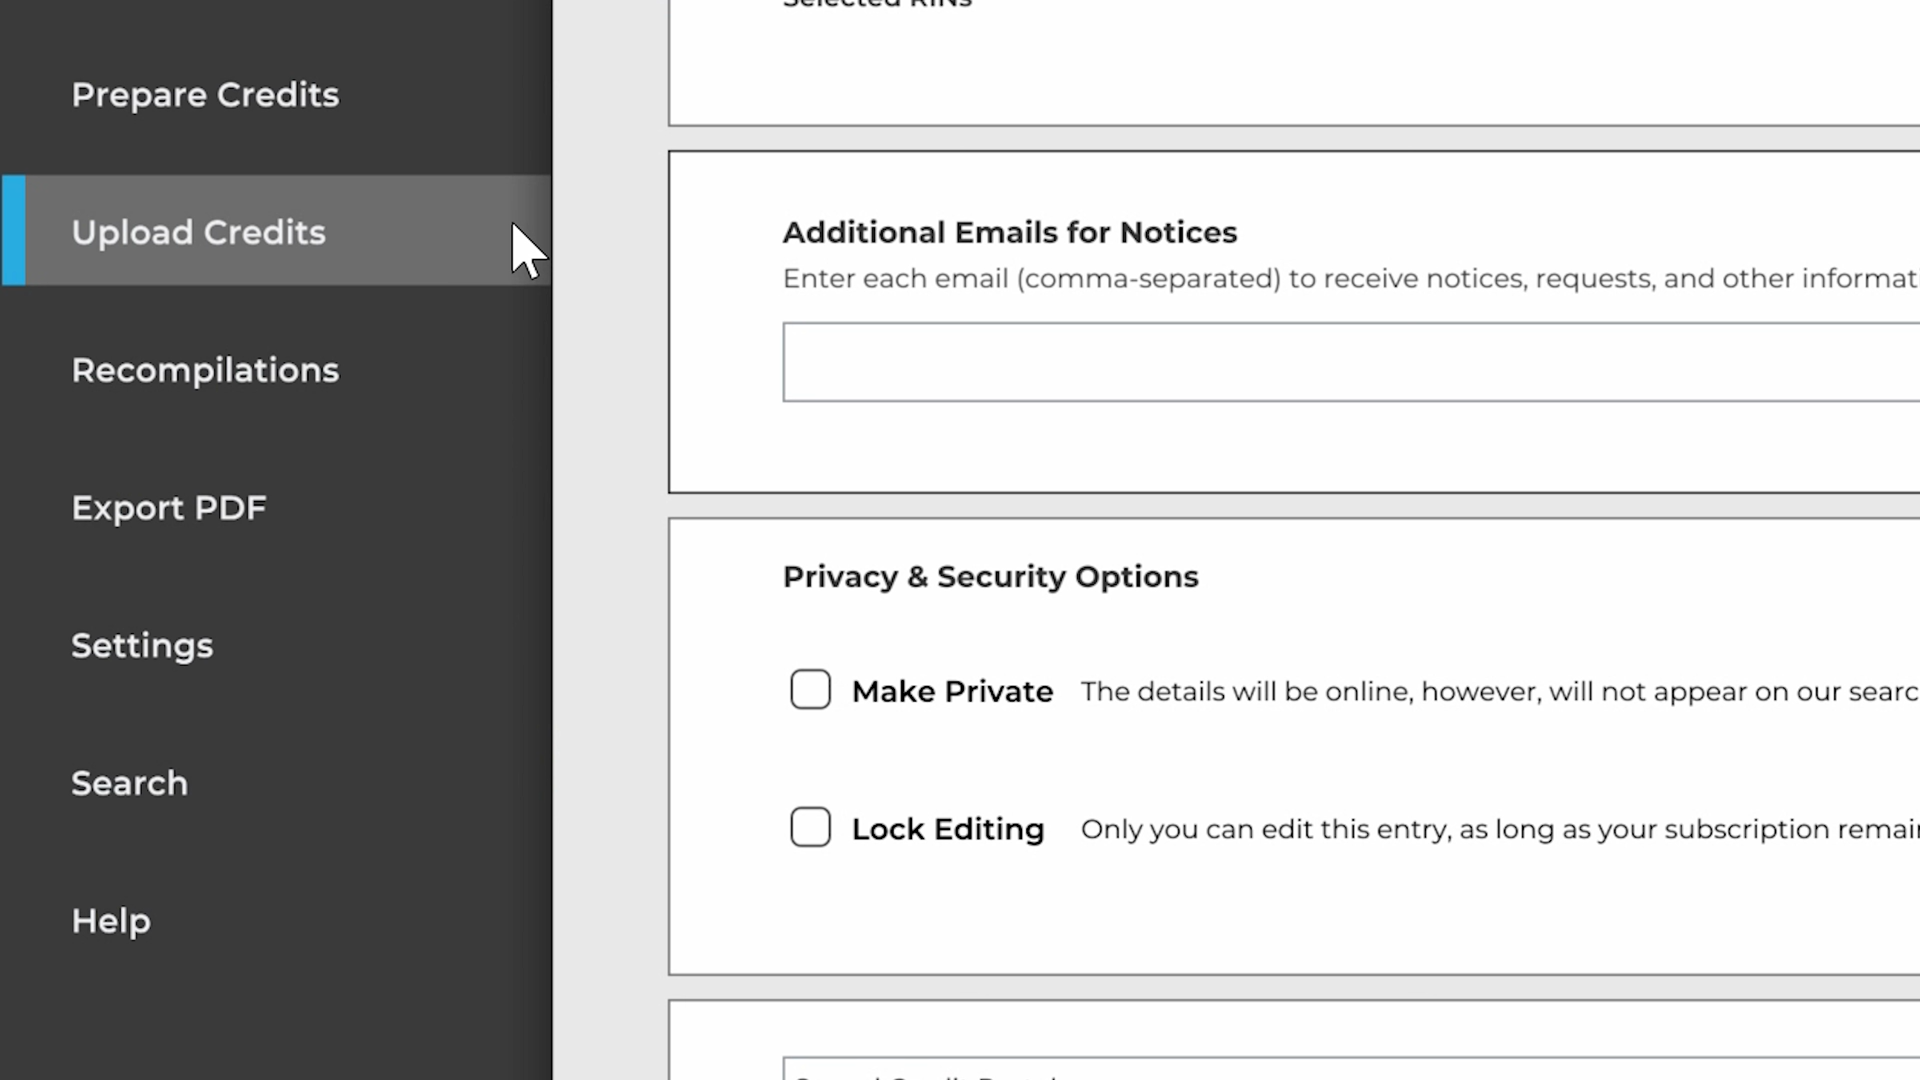 Prepare Credits
Upload Credits
Recompilations
Export PDF
Settings
Search
Help
Selected RINs
Additional Emails for Notices
Enter each email (comma-separated) to receive notices, requests, and other informat
Privacy & Security Options
Make Private The details will be online, however, will not appear on our searc
Lock Editing Only you can edit this entry, as long as your subscription remai